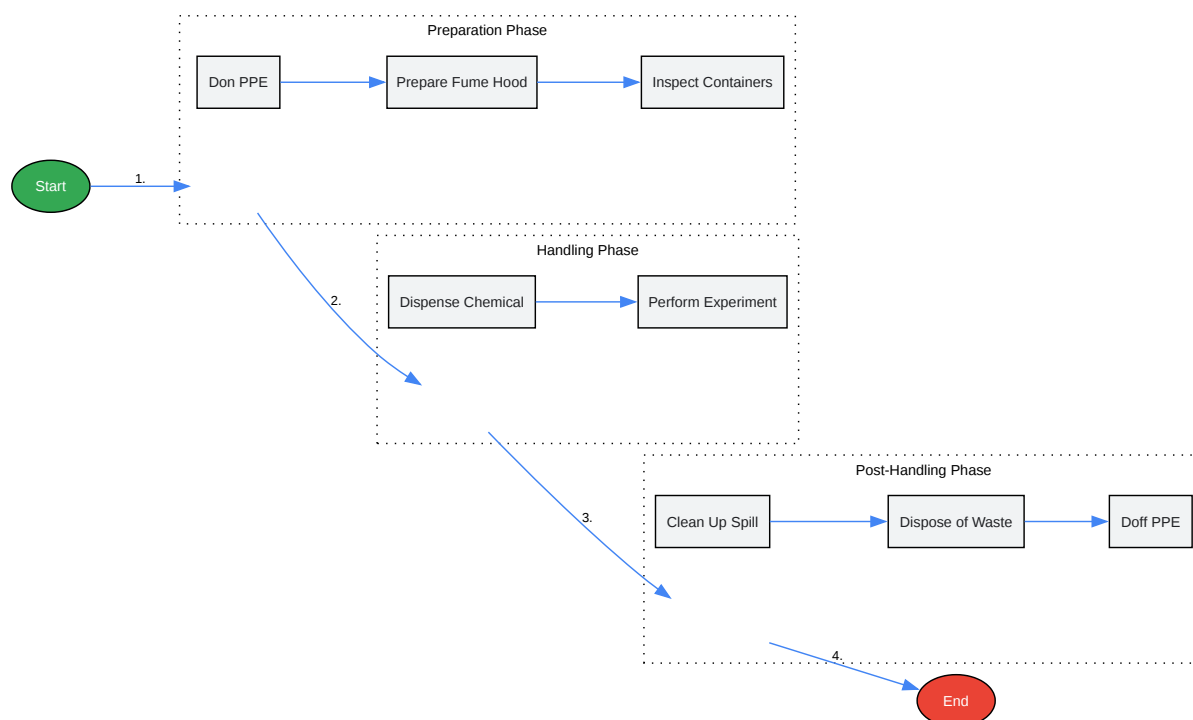 Preparation Phase
Don PPE
Prepare Fume Hood
Inspect Containers
Start
1.
Handling Phase
2.
Dispense Chemical
Perform Experiment
Post-Handling Phase
3.
Clean Up Spill
Dispose of Waste
Doff PPE
4.
End